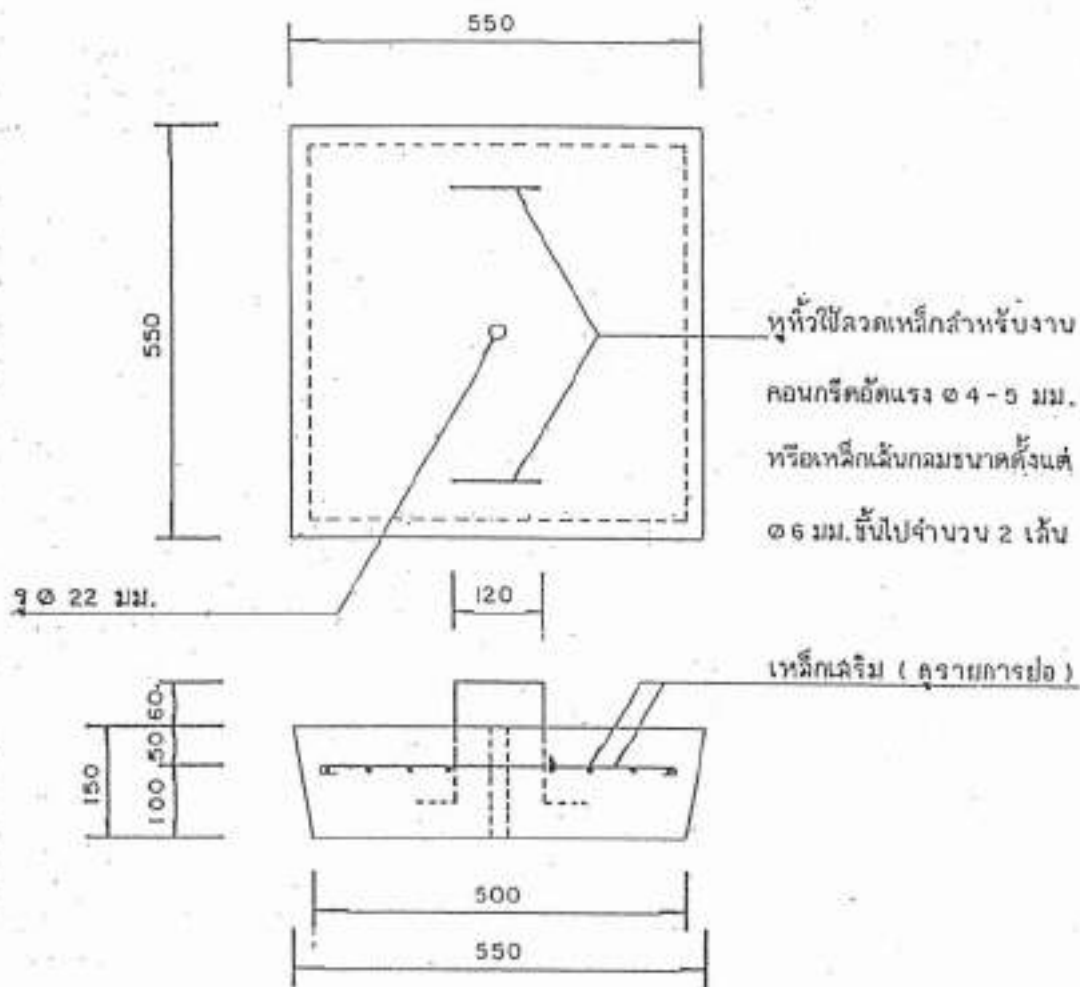 550
550
หูหิ้วใช้ลวดเหล็กสำหรับงาน
คอนกรีตอัดแรง ∅ 4-5 มม.
หรือเหล็กเส้นกลมขนาดตั้งแต่
∅ 6 มม.ขึ้นไปจำนวน 2 เส้น
รู ∅ 22 มม.
120
เหล็กเสริม ( ดูรายการย่อ )
60
50
150
100
500
550